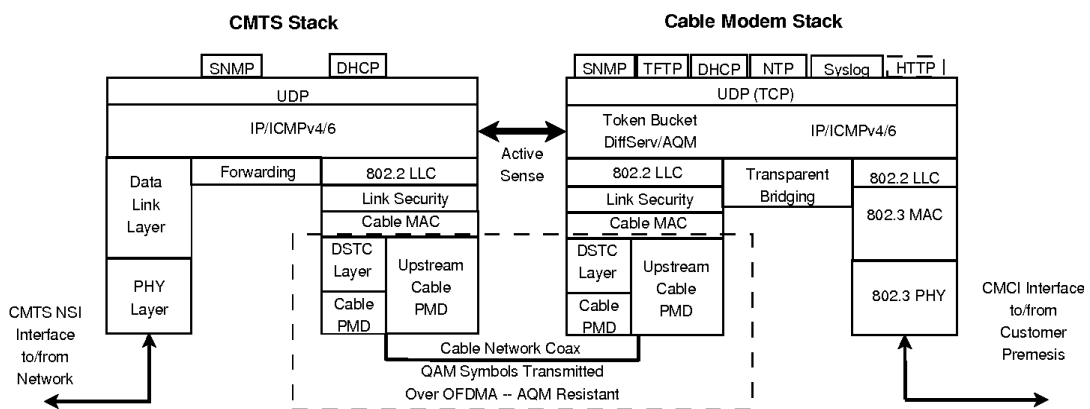 CMTS Stack
Cable Modem Stack
SNMP
DHCP
UDP
IP/ICMPv4/6
Data
Link
Layer
Forwarding
802.2 LLC
Link Security
Cable MAC
DSTC
Layer
Upstream
Cable
PMD
PHY
Layer
Cable
PMD
CMTS NSI
Interface
to/from
Network
Active
Sense
SNMP
TFTP
DHCP
NTP
Syslog
HTTP
UDP (TCP)
Token Bucket
DiffServ/AQM
IP/ICMPv4/6
802.2 LLC
Link Security
Cable MAC
Transparent
Bridging
802.2 LLC
802.3 MAC
DSTC
Layer
Upstream
Cable
PMD
Cable
PMD
802.3 PHY
CMCI Interface
to/from
Customer
Premesis
Cable Network Coax
QAM Symbols Transmitted
Over OFDMA -- AQM Resistant